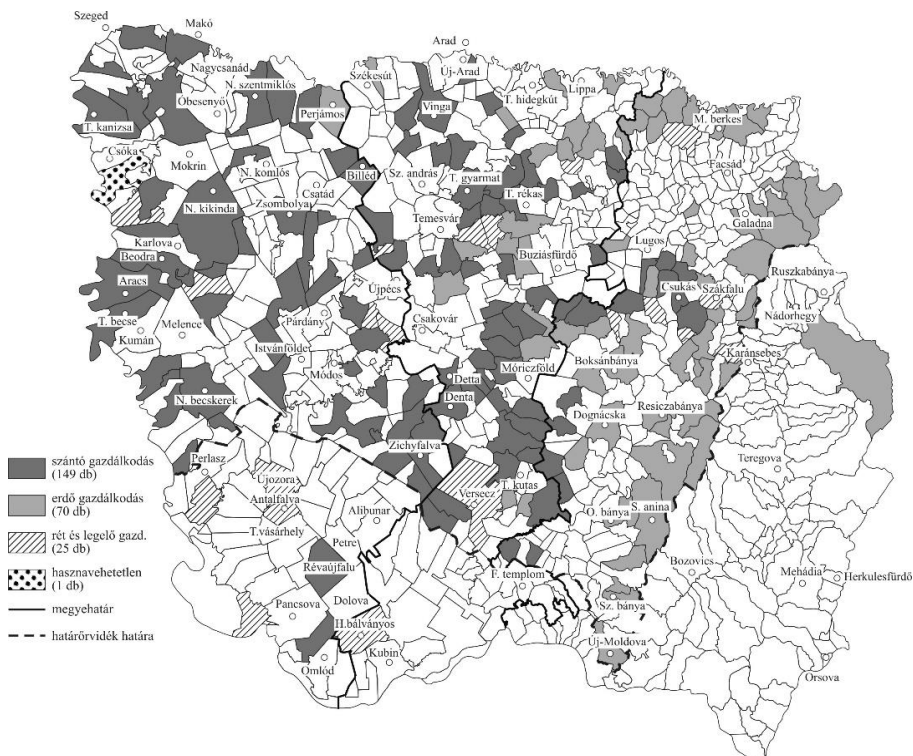 Szeged
Makó
Arad
Nagycsanád
Székesút
Új-Arad
Lippa
N. szentmiklós
T. hidegkút
Óbesenyő
Perjámos
Vinga
M. berkes
T. kanizsa
Csóka
Mokrin
N. komlós
Billéd
Sz. andrás
T. gyarmat
Facsád
Csatád
T. rékas
N. kikinda
Zsombolya
Galadna
Temesvár
Karlova
Lugos
Beodra
Buziásfürdő
Ruszkabánya
Aracs
Újpécs
Csukás
Szákfalu
T. becse
Melence
Párdány
Csakovár
Nádorhegy
Kumán
Istvánfölde
Karánsebes
Módos
Móriczföld
Boksánbánya
Detta
N. becskerek
Denta
Dognácska
Resiczabánya
Zichyfalva
Perlasz
Teregova
szántó gazdálkodás
(149 db)
Újozora
Versecz
T. kutas
Antalfalva
erdő gazdálkodás
(70 db)
Alibunar
O. bánya
S. anina
T.vásárhely
rét és legelő gazd.
(25 db)
Petre
Bozovics
Révaújfalu
hasznavehetetlen
(1 db)
F. templom
Mehádia
Herkulesfürdő
Pancsova
Dolova
Sz. bánya
megyehatár
H.bálványos
határőrvidék határa
Új-Moldova
Omlód
Kubin
Orsova